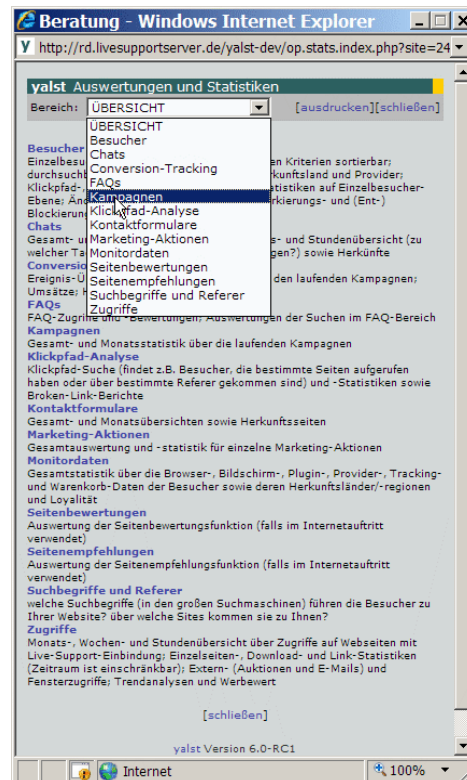 Beratung - Windows Internet Explorer
http://rd.livesupportserver.de/yalst-dev/op.stats.index.php?site=24
yalst Auswertungen und Statistiken
Bereich: ÜBERSICHT [ausdrucken][schließen]
ÜBERSICHT
Besucher
Chats
Conversion-Tracking
FAQs
Kampagnen
Klickpfad-Analyse
Kontaktformulare
Marketing-Aktionen
Monitordaten
Seitenbewertungen
Seitenempfehlungen
Suchbegriffe und Referer
Zugriffe
Besucher
Einzelbesu en Kriterien sortierbar;
durchsuchb kunftsland und Provider;
Klickpfad-, atistiken auf Einzelbesucher-
Ebene; Än rkierungs- und (Ent-)
Blockierun
Chats
Gesamt- u s- und Stundenübersicht (zu
welcher Ta gen?) sowie Herkünfte
Conversio
Ereignis-Ü den laufenden Kampagnen;
Umsätze;
FAQs
FAQ-Zugriffe und -Bewertungen; Auswertungen der Suchen im FAQ-Bereich
Kampagnen
Gesamt- und Monatsstatistik über die laufenden Kampagnen
Klickpfad-Analyse
Klickpfad-Suche (findet z.B. Besucher, die bestimmte Seiten aufgerufen
haben oder über bestimmte Referer gekommen sind) und -Statistiken sowie
Broken-Link-Berichte
Kontaktformulare
Gesamt- und Monatsübersichten sowie Herkunftsseiten
Marketing-Aktionen
Gesamtauswertung und -statistik für einzelne Marketing-Aktionen
Monitordaten
Gesamtstatistik über die Browser-, Bildschirm-, Plugin-, Provider-, Tracking-
und Warenkorb-Daten der Besucher sowie deren Herkunftsländer/-regionen
und Loyalität
Seitenbewertungen
Auswertung der Seitenbewertungsfunktion (falls im Internetauftritt
verwendet)
Seitenempfehlungen
Auswertung der Seitenempfehlungsfunktion (falls im Internetauftritt
verwendet)
Suchbegriffe und Referer
welche Suchbegriffe (in den großen Suchmaschinen) führen die Besucher zu
Ihrer Website? über welche Sites kommen sie zu Ihnen?
Zugriffe
Monats-, Wochen- und Stundenübersicht über Zugriffe auf Webseiten mit
Live-Support-Einbindung; Einzelseiten-, Download- und Link-Statistiken
(Zeitraum ist einschränkbar); Extern- (Auktionen und E-Mails) und
Fensterzugriffe; Trendanalysen und Werbewert
[schließen]
yalst Version 6.0-RC1
Internet 100%